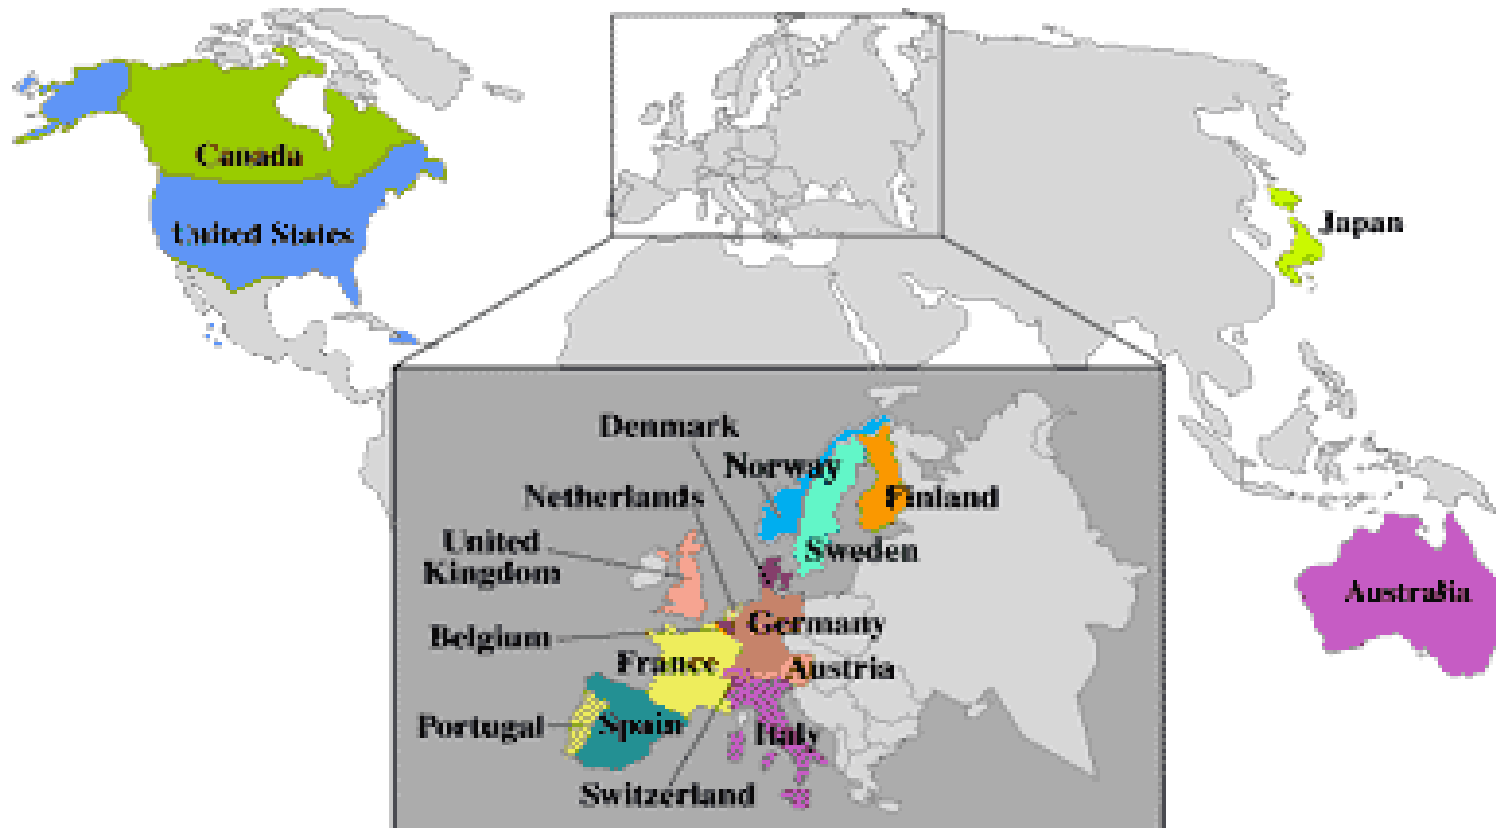 Canada
United States
Japan
Denmark
Norway
Netherlands
Finland
United
Kingdom
Sweden
Australia
Belgium
Germany
France
Austria
Portugal
Spain
Italy
Switzerland